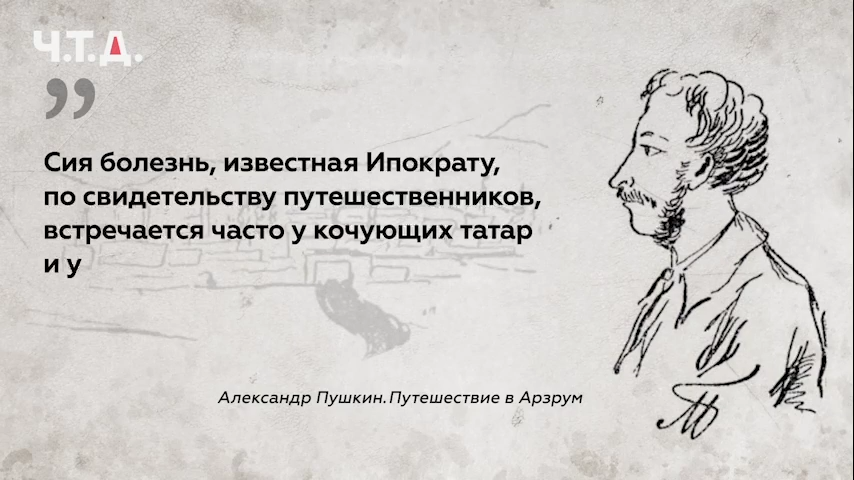 Ч.Т.Д.
”
Сия болезнь, известная Ипократу,
по свидетельству путешественников,
встречается часто у кочующих татар
и у
Александр Пушкин. Путешествие в Арзрум